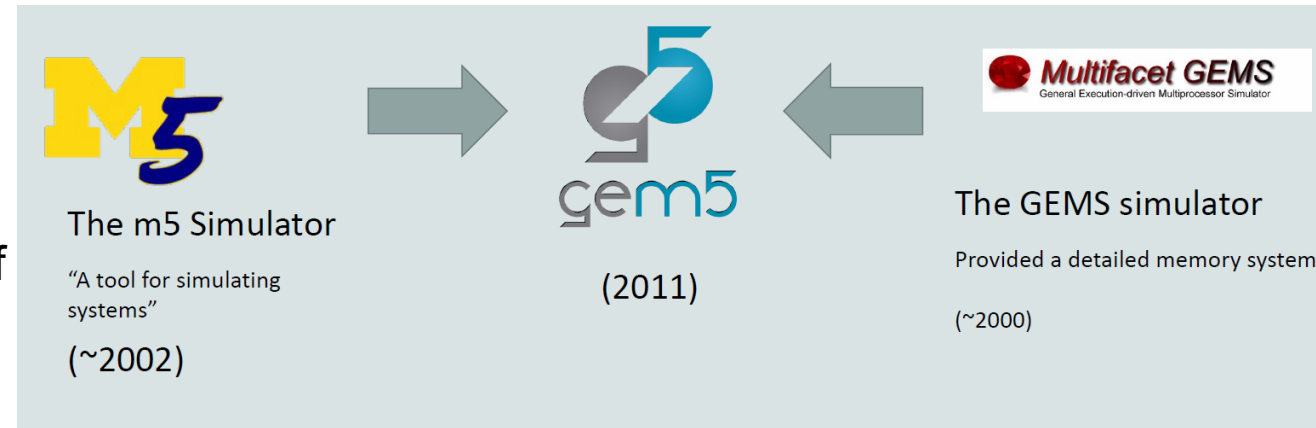 M5
The m5 Simulator
f
“A tool for simulating
systems”
(~2002)
g5
gem5
(2011)
Multifacet GEMS
General Execution-driven Multiprocessor Simulator
The GEMS simulator
Provided a detailed memory system
(~2000)